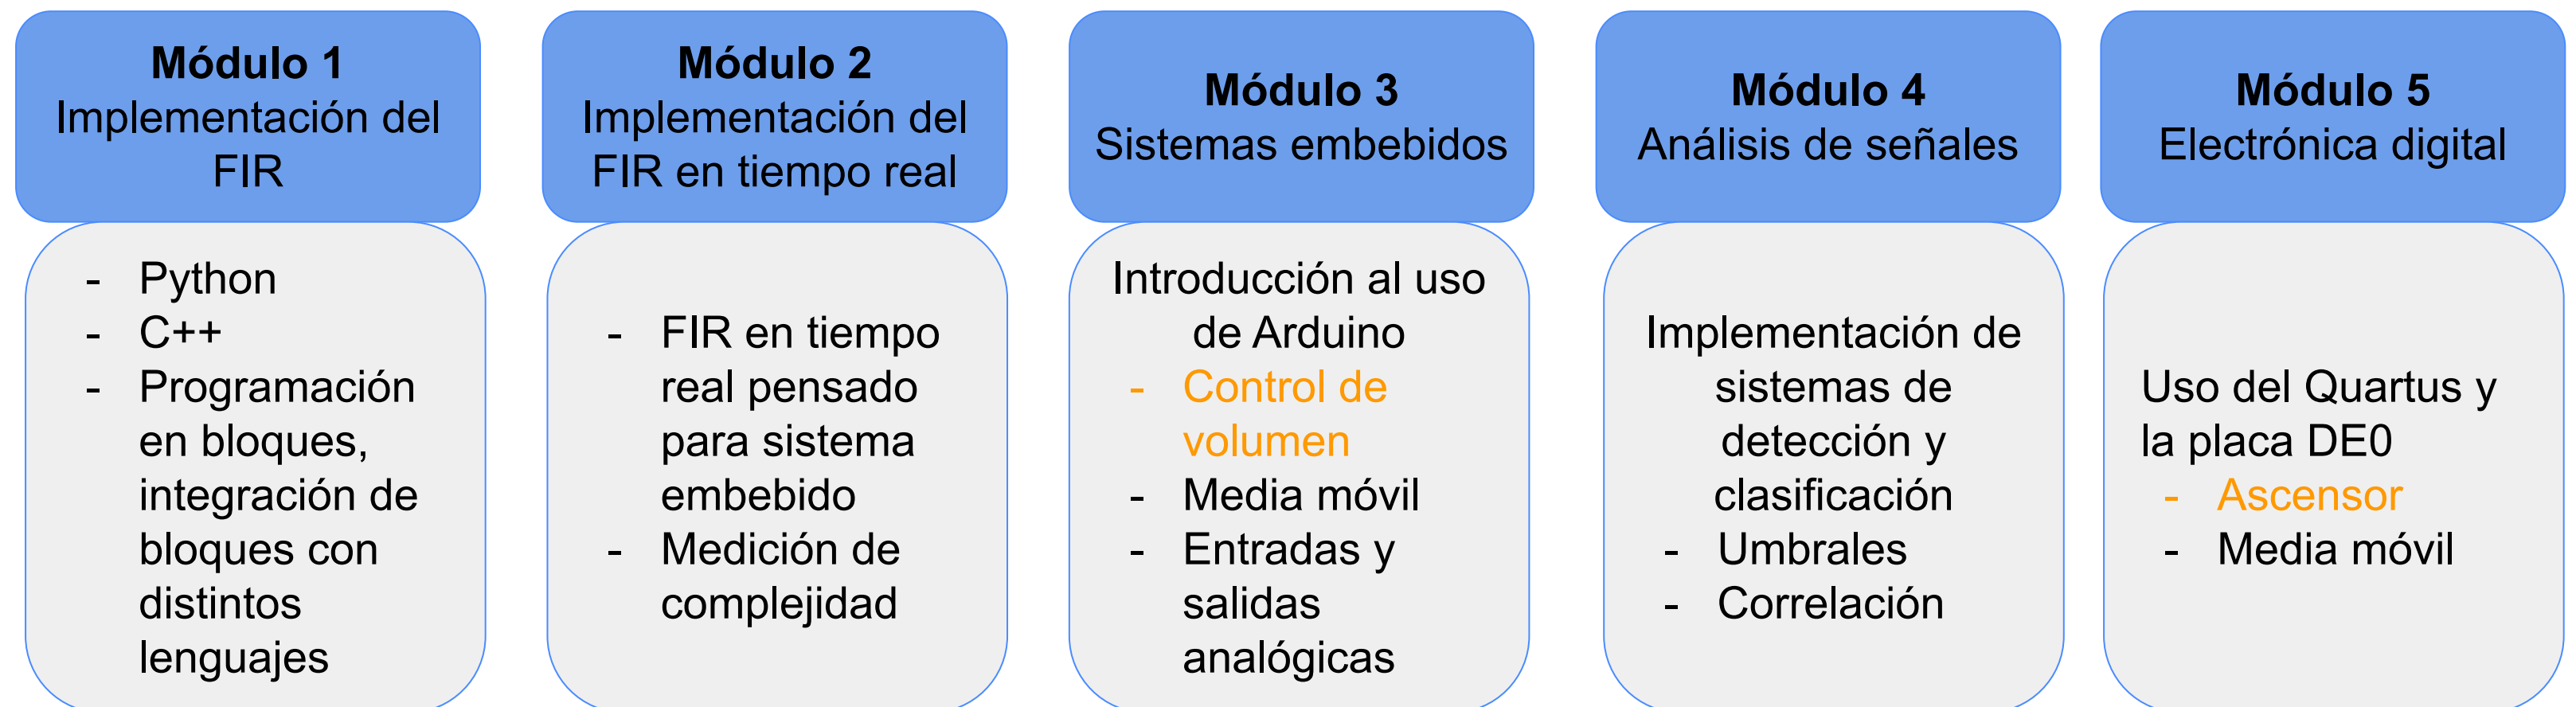 Módulo 1
Implementación del
FIR
- Python
- C++
- Programación
en bloques,
integración de
bloques con
distintos
lenguajes
Módulo 2
Implementación del
FIR en tiempo real
- FIR en tiempo
real pensado
para sistema
embebido
- Medición de
complejidad
Módulo 3
Sistemas embebidos
Introducción al uso
de Arduino
- Control de
volumen
- Media móvil
- Entradas y
salidas
analógicas
Módulo 4
Análisis de señales
Implementación de
sistemas de
detección y
clasificación
- Umbrales
- Correlación
Módulo 5
Electrónica digital
Uso del Quartus y
la placa DE0
- Ascensor
- Media móvil